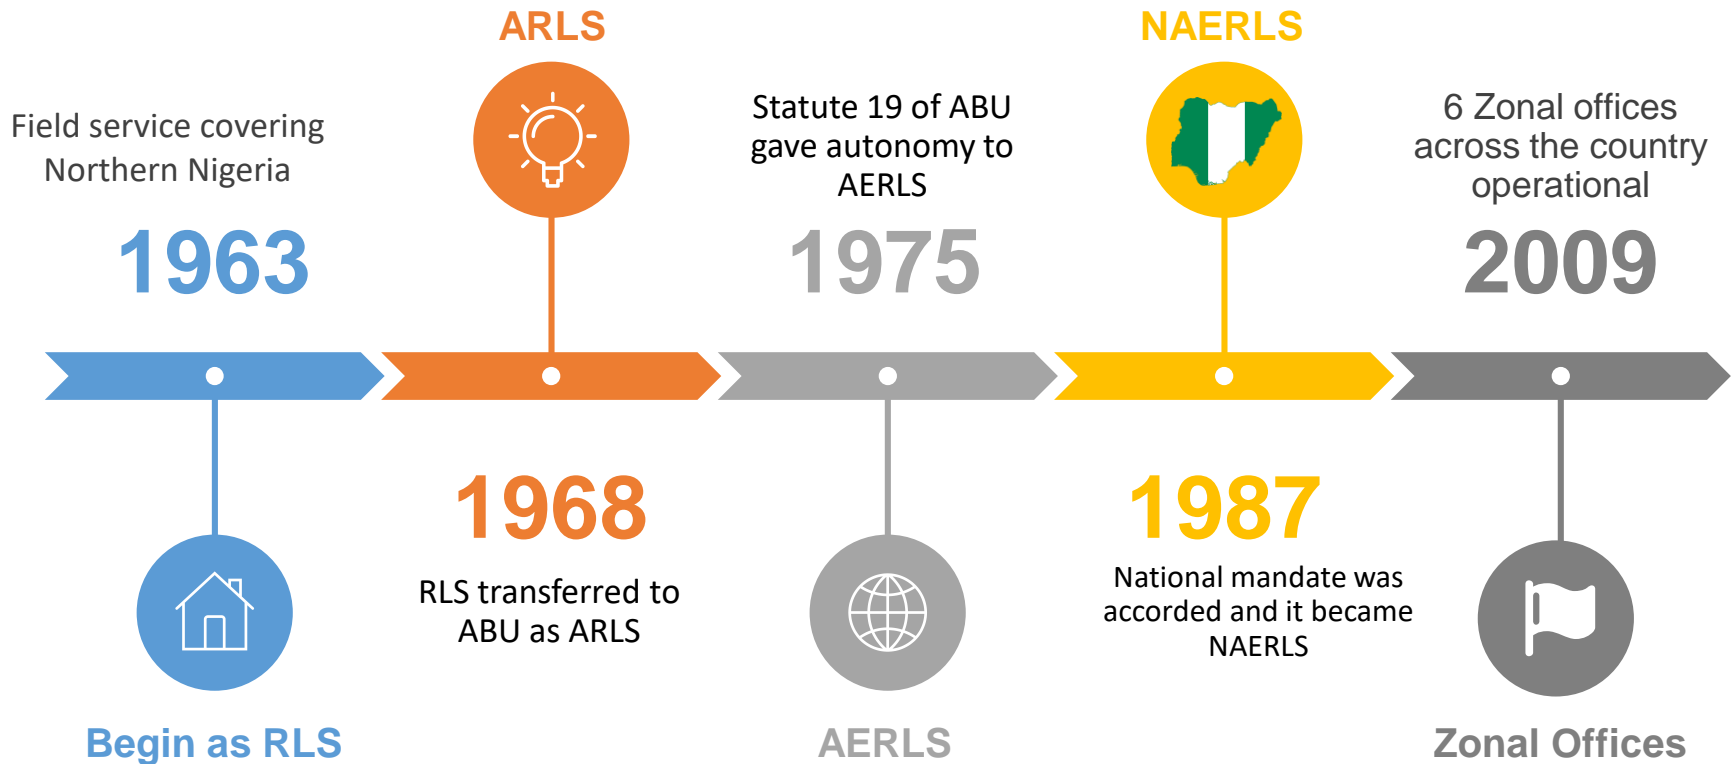 Field service covering
Northern Nigeria
1963
Begin as RLS
ARLS
1968
RLS transferred to
ABU as ARLS
Statute 19 of ABU
gave autonomy to
AERLS
1975
AERLS
NAERLS
1987
National mandate was
accorded and it became
NAERLS
6 Zonal offices
across the country
operational
2009
Zonal Offices